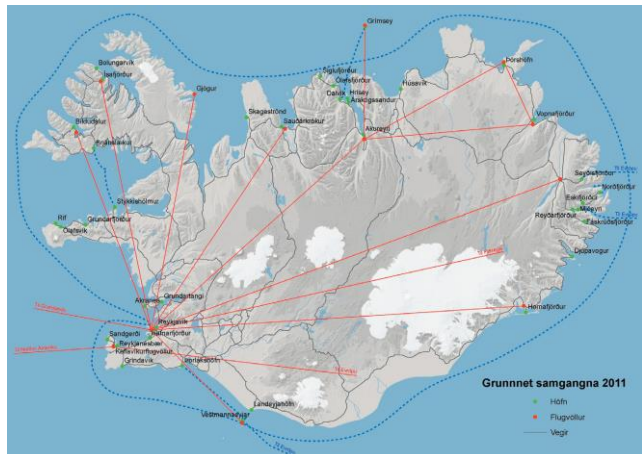 Grímsey
Bolungarvík
Ísafjörður
Siglufjörður
Ólafsfjörður
Þórshöfn
Gjögur
Dalvík
Hrísey
Árskógssandur
Húsavík
Skagaströnd
Sauðárkrókur
Vopnafjörður
Bíldudalur
Akureyri
Brjánslækur
Seyðisfjörður
Norðfjörður
Stykkishólmur
Eskifjörður
Mjóeyri
Rif
Grundarfjörður
Reyðarfjörður
Fáskrúðsfjörður
Ólafsvík
Djúpivogur
Akranes
Grundartangi
Hornafjörður
Reykjavík
Hafnarfjörður
Sandgerði
Reykjanesbær
Keflavíkurflugvöllur
Grindavík
Þorlákshöfn
Landeyjahöfn
Vestmannaeyjar
Grunnnet samgangna 2011
Höfn
Flugvöllur
Vegir